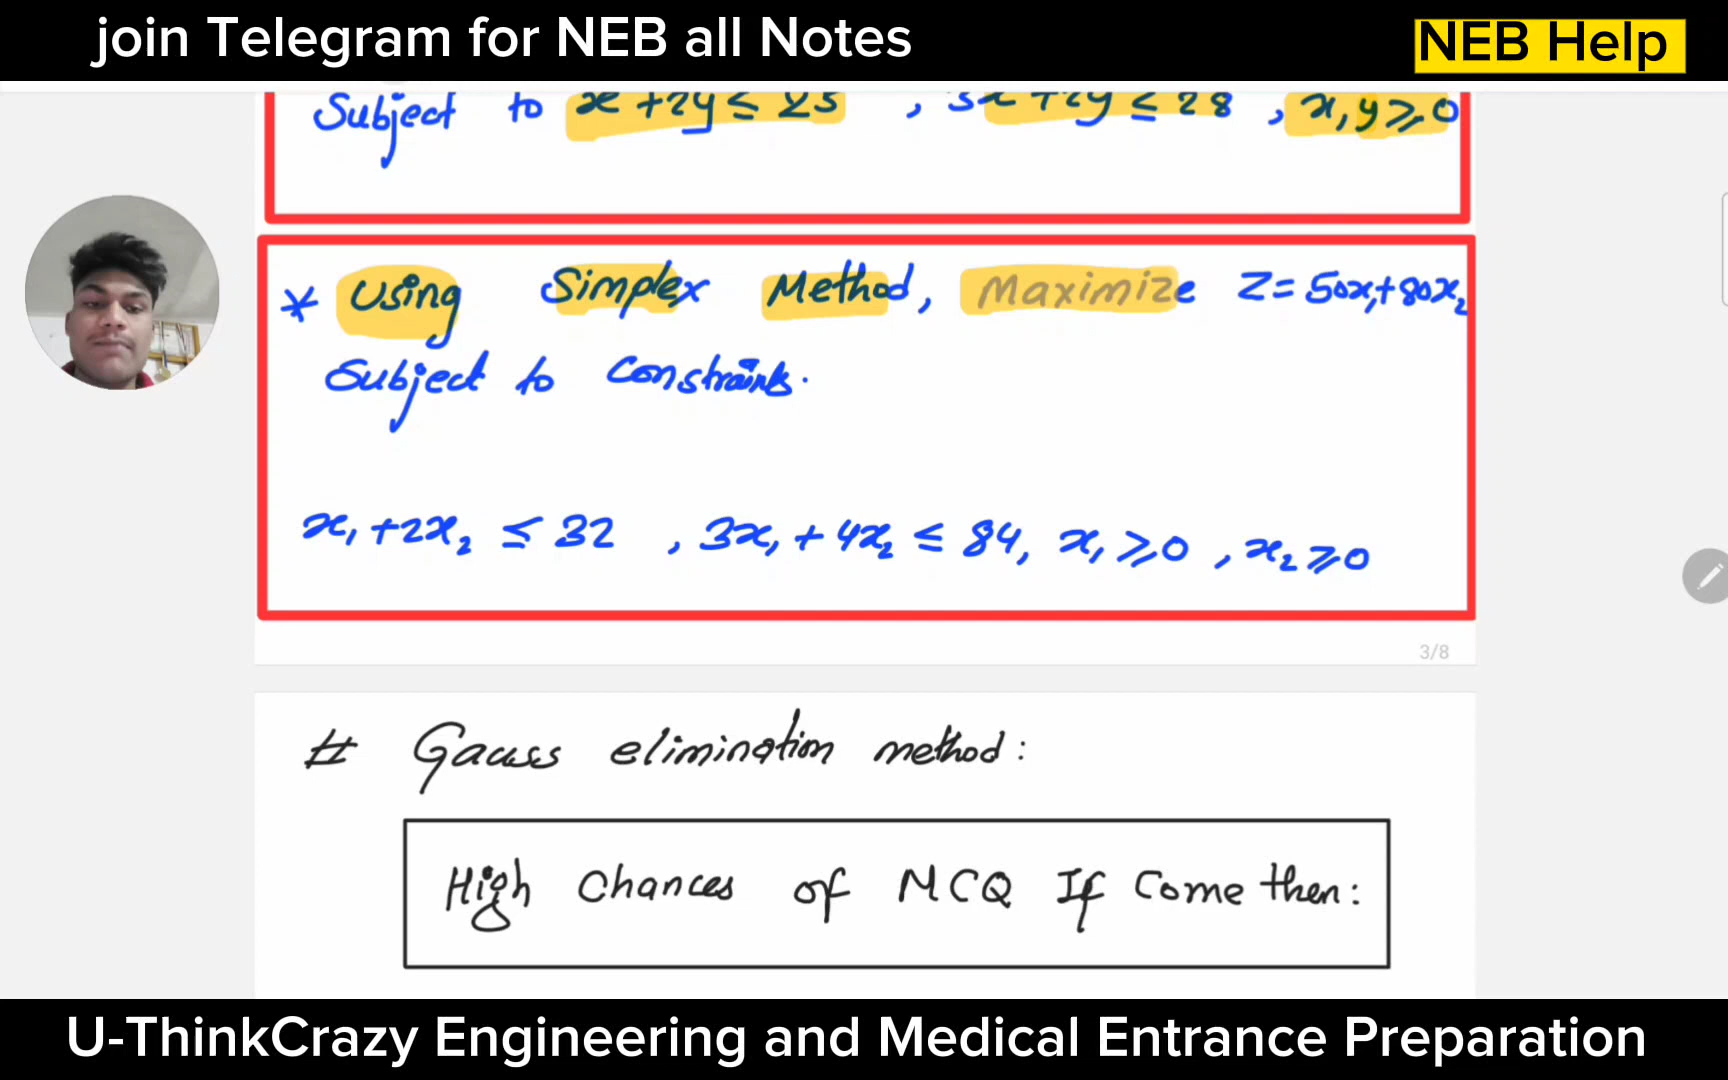 join Telegram for NEB all Notes
NEB Help
Subject to x + 2y ≤ 25 , 3x + 2y ≤ 28 , x, y ≥ 0
* Using Simplex Method, Maximize Z = 50x₁ + 80x₂
Subject to Constraints.
x₁ + 2x₂ ≤ 32 , 3x₁ + 4x₂ ≤ 84, x₁ ≥ 0 , x₂ ≥ 0
3/8
# Gauss elimination method:
High Chances of MCQ If Come then:
U-ThinkCrazy Engineering and Medical Entrance Preparation